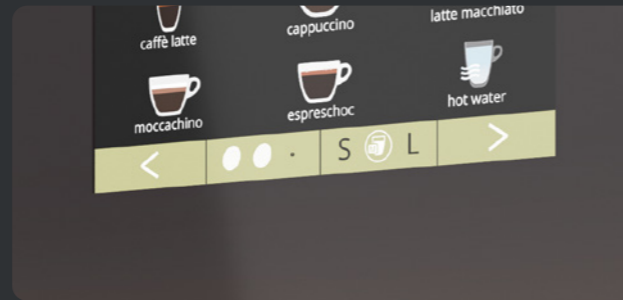 caffè latte
cappuccino
latte macchiato
moccachino
espreschoc
hot water
< S L >